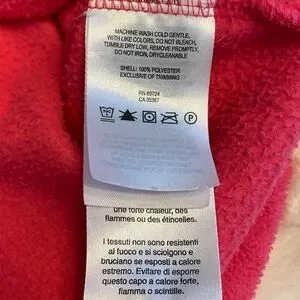 MACHINE WASH COLD GENTLE,
WITH LIKE COLORS, DO NOT BLEACH,
TUMBLE DRY LOW, REMOVE PROMPTLY,
DO NOT IRON, DRYCLEANABLE
SHELL: 100% POLYESTER
EXCLUSIVE OF TRIMMING
RN 69724
CA 05367
une forte chaleur, des
flammes ou des étincelles.
I tessuti non sono resistenti
al fuoco e si sciolgono e
bruciano se esposti a calore
estremo. Evitare di esporre
questo capo a calore forte,
fiamma o scintille.